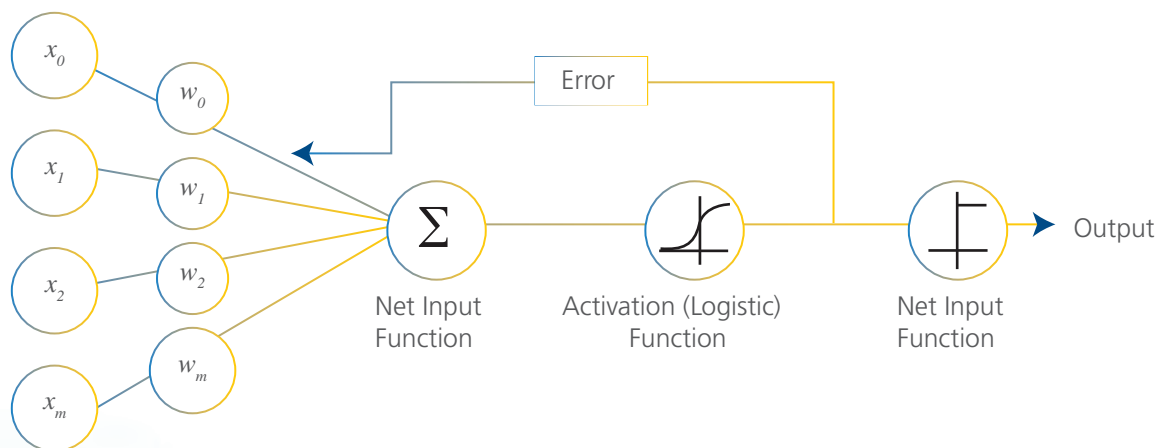 x0
w0
Error
x1
w1
Σ
Output
x2
w2
Net Input
Function
Activation (Logistic)
Function
Net Input
Function
xm
wm